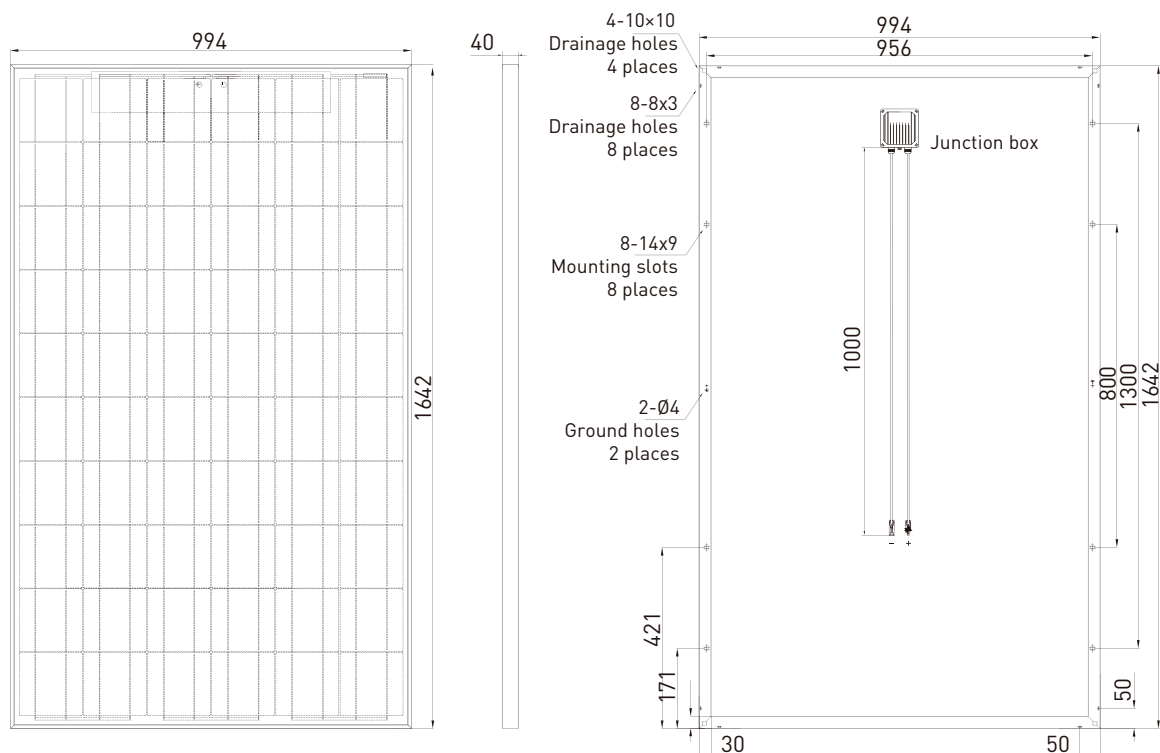 994
1642
40
4-10×10
Drainage holes
4 places
8-8x3
Drainage holes
8 places
8-14x9
Mounting slots
8 places
2-Ø4
Ground holes
2 places
994
956
Junction box
1000
- +
800
1300
1642
421
171
50
30
50